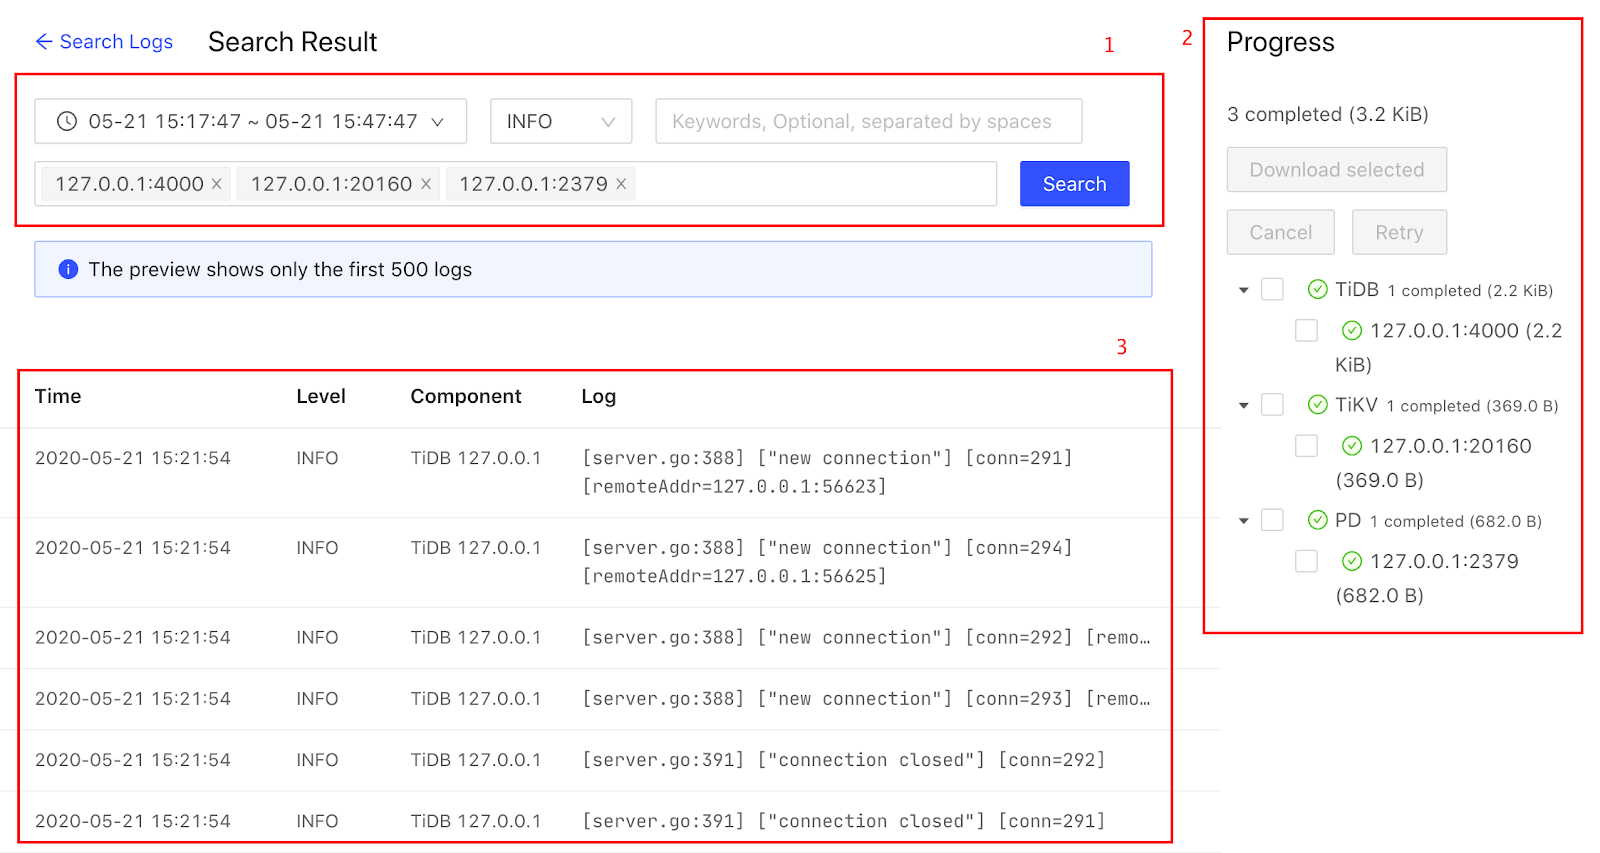 Search Logs
Search Result
1
05-21 15:17:47 ~ 05-21 15:47:47
INFO
Keywords, Optional, separated by spaces
127.0.0.1:4000
127.0.0.1:20160
127.0.0.1:2379
Search
The preview shows only the first 500 logs
3
Time Level Component Log
2020-05-21 15:21:54 INFO TiDB 127.0.0.1 [server.go:388] ["new connection"] [conn=291]
[remoteAddr=127.0.0.1:56623]
2020-05-21 15:21:54 INFO TiDB 127.0.0.1 [server.go:388] ["new connection"] [conn=294]
[remoteAddr=127.0.0.1:56625]
2020-05-21 15:21:54 INFO TiDB 127.0.0.1 [server.go:388] ["new connection"] [conn=292] [remo…
2020-05-21 15:21:54 INFO TiDB 127.0.0.1 [server.go:388] ["new connection"] [conn=293] [remo…
2020-05-21 15:21:54 INFO TiDB 127.0.0.1 [server.go:391] ["connection closed"] [conn=292]
2020-05-21 15:21:54 INFO TiDB 127.0.0.1 [server.go:391] ["connection closed"] [conn=291]
2
Progress
3 completed (3.2 KiB)
Download selected
Cancel
Retry
TiDB 1 completed (2.2 KiB)
127.0.0.1:4000 (2.2
KiB)
TiKV 1 completed (369.0 B)
127.0.0.1:20160
(369.0 B)
PD 1 completed (682.0 B)
127.0.0.1:2379
(682.0 B)